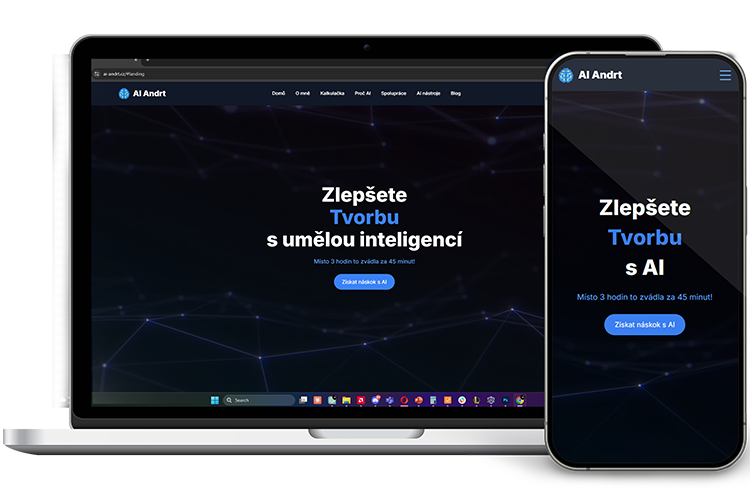 ai-andrt.cz/#landing
AI Andrt
Domů O mně Kalkulačka Proč AI Spolupráce AI nástroje Blog
Zlepšete
Tvorbu
s umělou inteligencí
Místo 3 hodin to zvádla za 45 minut!
Získat náskok s AI
Search
AI Andrt
Zlepšete
Tvorbu
s AI
Místo 3 hodin to zvádla za 45 minut!
Získat náskok s AI